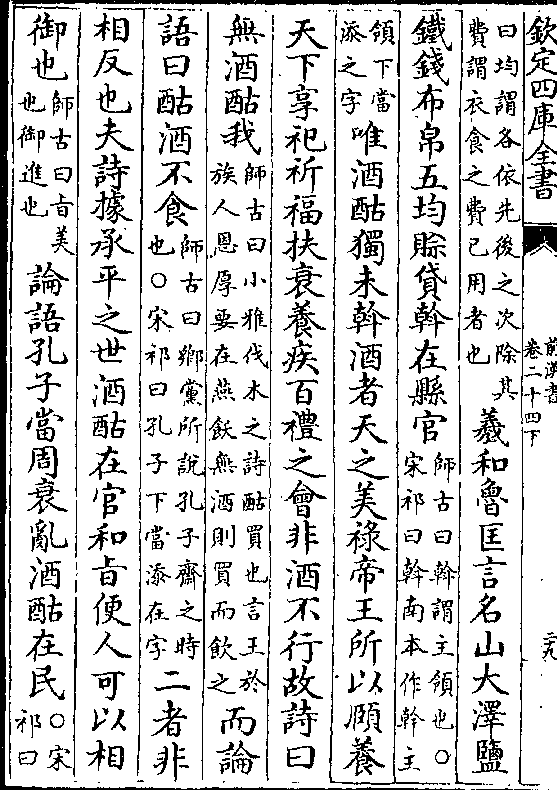 欽定四庫全書
前漢書
卷二十四下
二九
曰均謂各依先後之次除其
費謂衣食之費已用者也
羲和魯匡言名山大澤鹽
鐵錢布帛五均賖貸斡在縣官
師古曰斡謂主領也○
宋祁曰斡南本作幹主
領下當
添之字
唯酒酤獨未斡酒者天之美祿帝王所以頤養
天下享祀祈福扶衰養疾百禮之會非酒不行故詩曰
無酒酤我
師古曰小雅伐木之詩酤買也言王於
族人恩厚要在燕飫無酒則買而飲之
而論
語曰酤酒不食
師古曰鄉黨所說孔子齋之時
也○宋祁曰孔子下當添在字
二者非
相反也夫詩據承平之世酒酤在官和㫖便人可以相
御也
師古曰㫖美
也御進也
論語孔子當周衰亂酒酤在民
○宋
祁曰